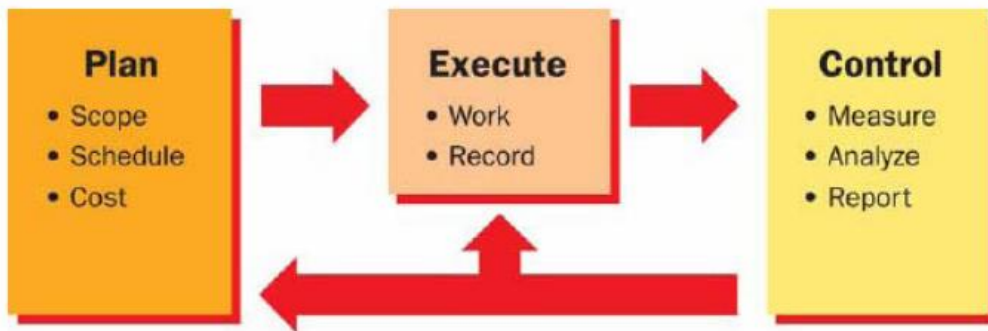 Plan
• Scope
• Schedule
• Cost
Execute
• Work
• Record
Control
• Measure
• Analyze
• Report